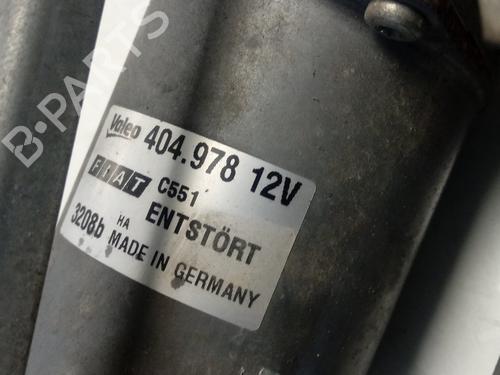 B-PARTS
Valeo 404.978 12V
FIAT C551
ENTSTÖRT
3208b HA MADE IN GERMANY